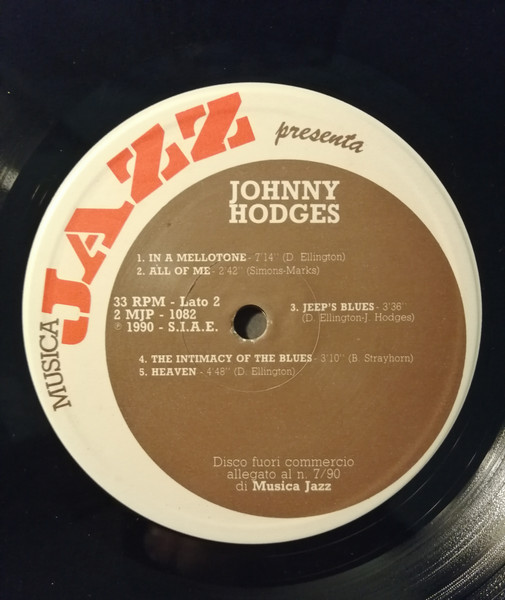 MUSICA
JAZZ
presenta
JOHNNY
HODGES
1. IN A MELLOTONE - 7'14" (D. Ellington)
2. ALL OF ME - 2'42" (Simons-Marks)
33 RPM - Lato 2
2 MJP - 1082
℗ 1990 - S.I.A.E.
3. JEEP'S BLUES - 3'36"
(D. Ellington-J. Hodges)
4. THE INTIMACY OF THE BLUES - 3'10" (B. Strayhorn)
5. HEAVEN - 4'48" (D. Ellington)
Disco fuori commercio
allegato al n. 7/90
di Musica Jazz